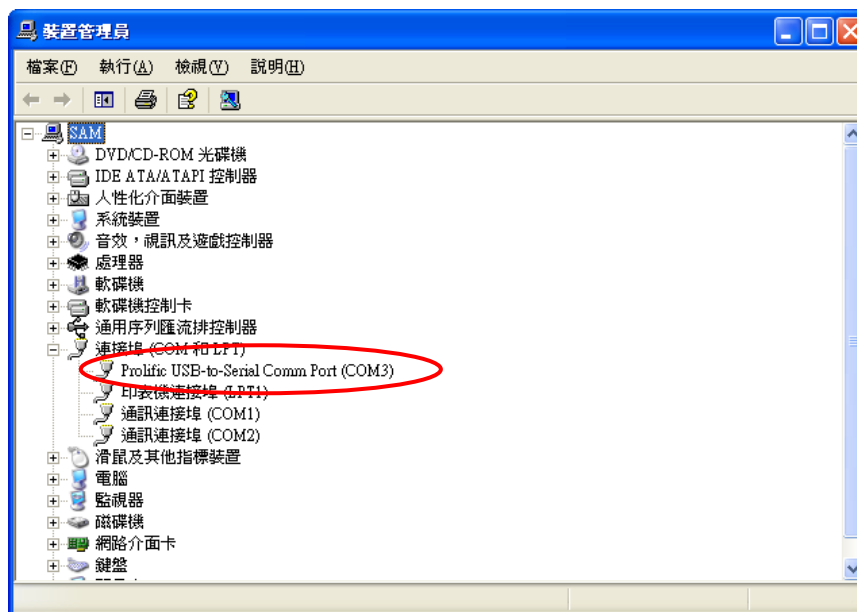 裝置管理員
檔案(F) 執行(A) 檢視(V) 說明(H)
SAM
DVD/CD-ROM 光碟機
IDE ATA/ATAPI 控制器
人性化介面裝置
系統裝置
音效，視訊及遊戲控制器
處理器
軟碟機
軟碟機控制卡
通用序列匯流排控制器
連接埠 (COM 和 LPT)
Prolific USB-to-Serial Comm Port (COM3)
印表機連接埠 (LPT1)
通訊連接埠 (COM1)
通訊連接埠 (COM2)
滑鼠及其他指標裝置
電腦
監視器
磁碟機
網路介面卡
鍵盤